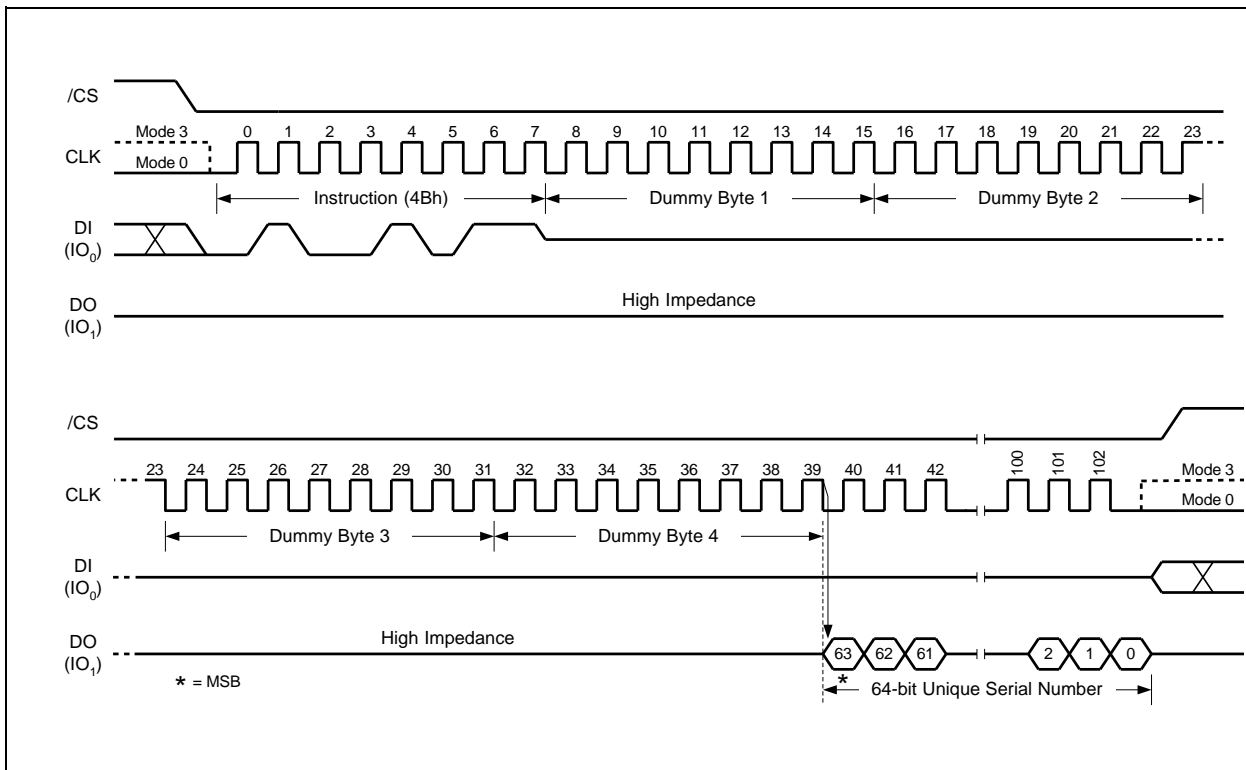 /CS
Mode 3
0 1 2 3 4 5 6 7 8 9 10 11 12 13 14 15 16 17 18 19 20 21 22 23
CLK
Mode 0
Instruction (4Bh) Dummy Byte 1 Dummy Byte 2
DI
(IO0)
High Impedance
DO
(IO1)
/CS
23 24 25 26 27 28 29 30 31 32 33 34 35 36 37 38 39 40 41 42 100 101 102
Mode 3
CLK
Mode 0
Dummy Byte 3 Dummy Byte 4
DI
(IO0)
High Impedance
DO
(IO1)
63 62 61 2 1 0
* = MSB
*
64-bit Unique Serial Number